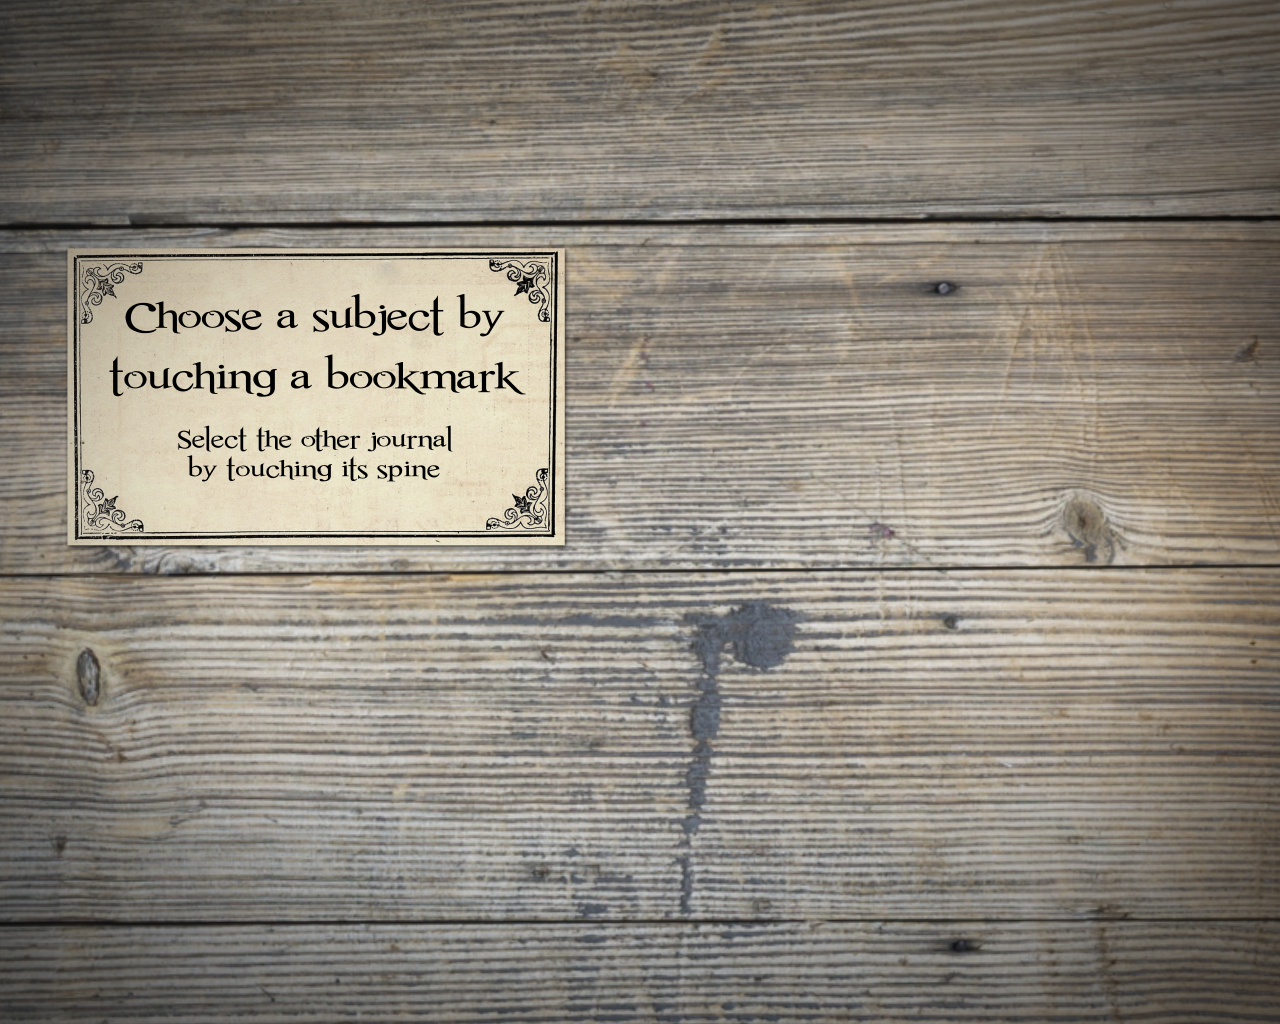 Choose a subject by
touching a bookmark
Select the other journal
by touching its spine